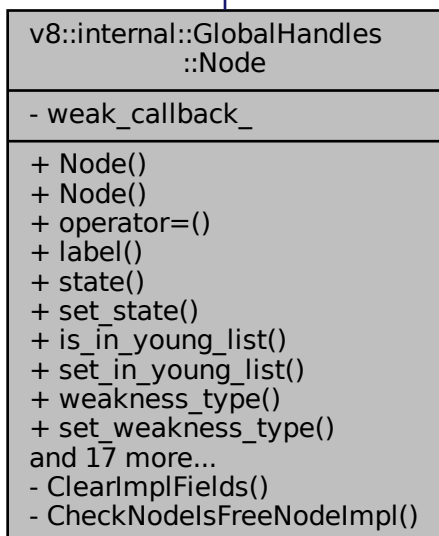 v8::internal::GlobalHandles
::Node
- weak_callback_
+ Node()
+ Node()
+ operator=()
+ label()
+ state()
+ set_state()
+ is_in_young_list()
+ set_in_young_list()
+ weakness_type()
+ set_weakness_type()
and 17 more...
- ClearImplFields()
- CheckNodeIsFreeNodeImpl()